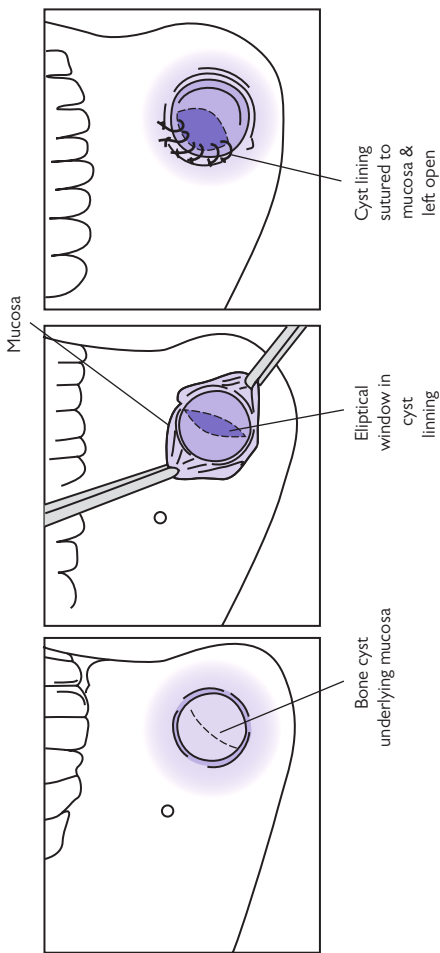 Bone cyst
underlying mucosa
Mucosa
Eliptical
window in
cyst
linning
Cyst lining
sutured to
mucosa &
left open